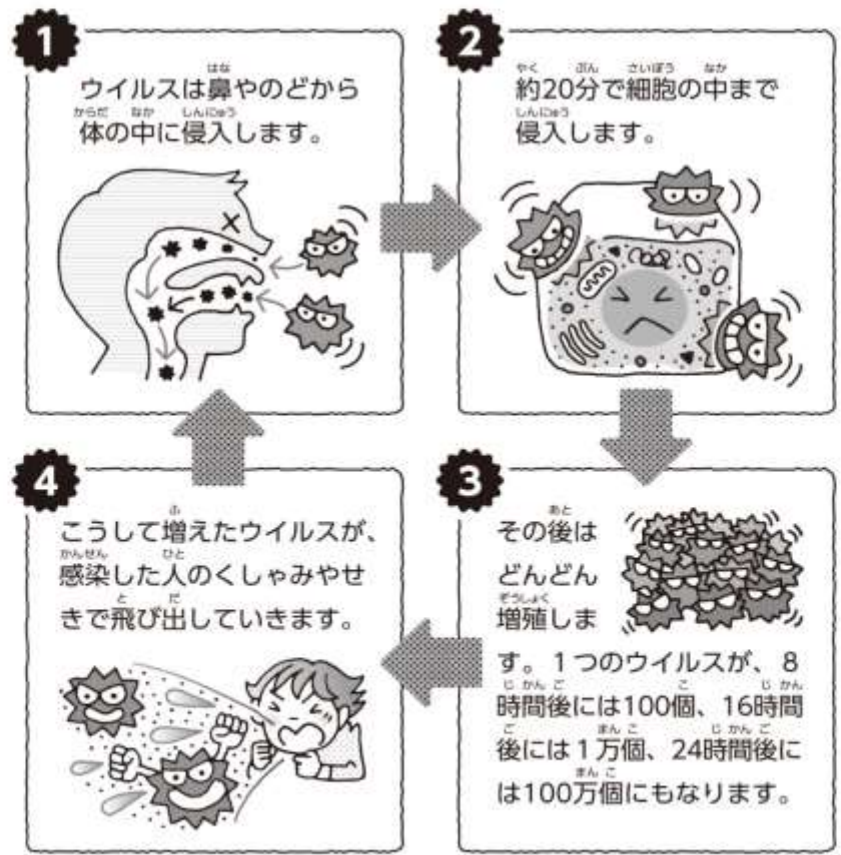 1
ウイルスは鼻やのどから
体の中に侵入します。
2
約20分で細胞の中まで
侵入します。
3
その後は
どんどん
増殖しま
す。1つのウイルスが、8
時間後には100個、16時間
後には1万個、24時間後に
は100万個にもなります。
4
こうして増えたウイルスが、
感染した人のくしゃみやせ
きで飛び出していきます。